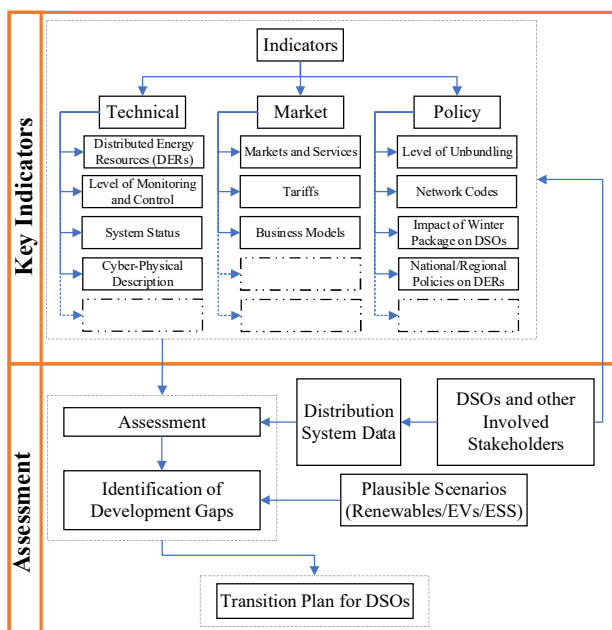 Key Indicators
Indicators
Technical
Market
Policy
Distributed Energy
Resources (DERs)
Markets and Services
Level of Unbundling
Level of Monitoring
and Control
Tariffs
Network Codes
System Status
Business Models
Impact of Winter
Package on DSOs
Cyber-Physical
Description
National/Regional
Policies on DERs
Assessment
Assessment
Distribution
System Data
DSOs and other
Involved
Stakeholders
Identification of
Development Gaps
Plausible Scenarios
(Renewables/EVs/ESS)
Transition Plan for DSOs